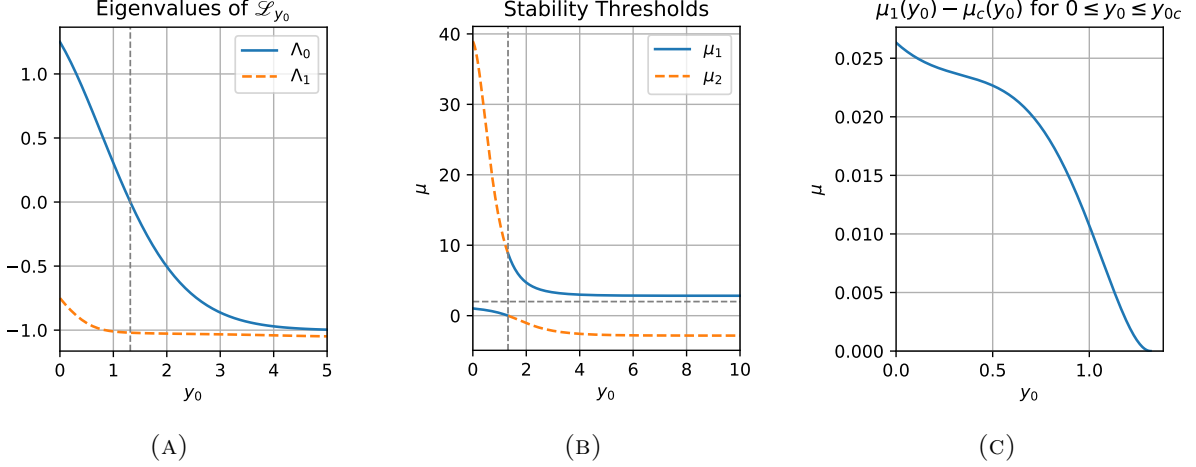 Eigenvalues of ℒ_{y_0}
Λ_0
Λ_1
1.0
0.5
0.0
−0.5
−1.0
0 1 2 3 4 5
y_0
(A)
Stability Thresholds
μ_1
μ_2
μ
40
30
20
10
0
0 2 4 6 8 10
y_0
(B)
μ_1(y_0) − μ_c(y_0) for 0 ≤ y_0 ≤ y_{0c}
μ
0.025
0.020
0.015
0.010
0.005
0.000
0.0 0.5 1.0
y_0
(C)